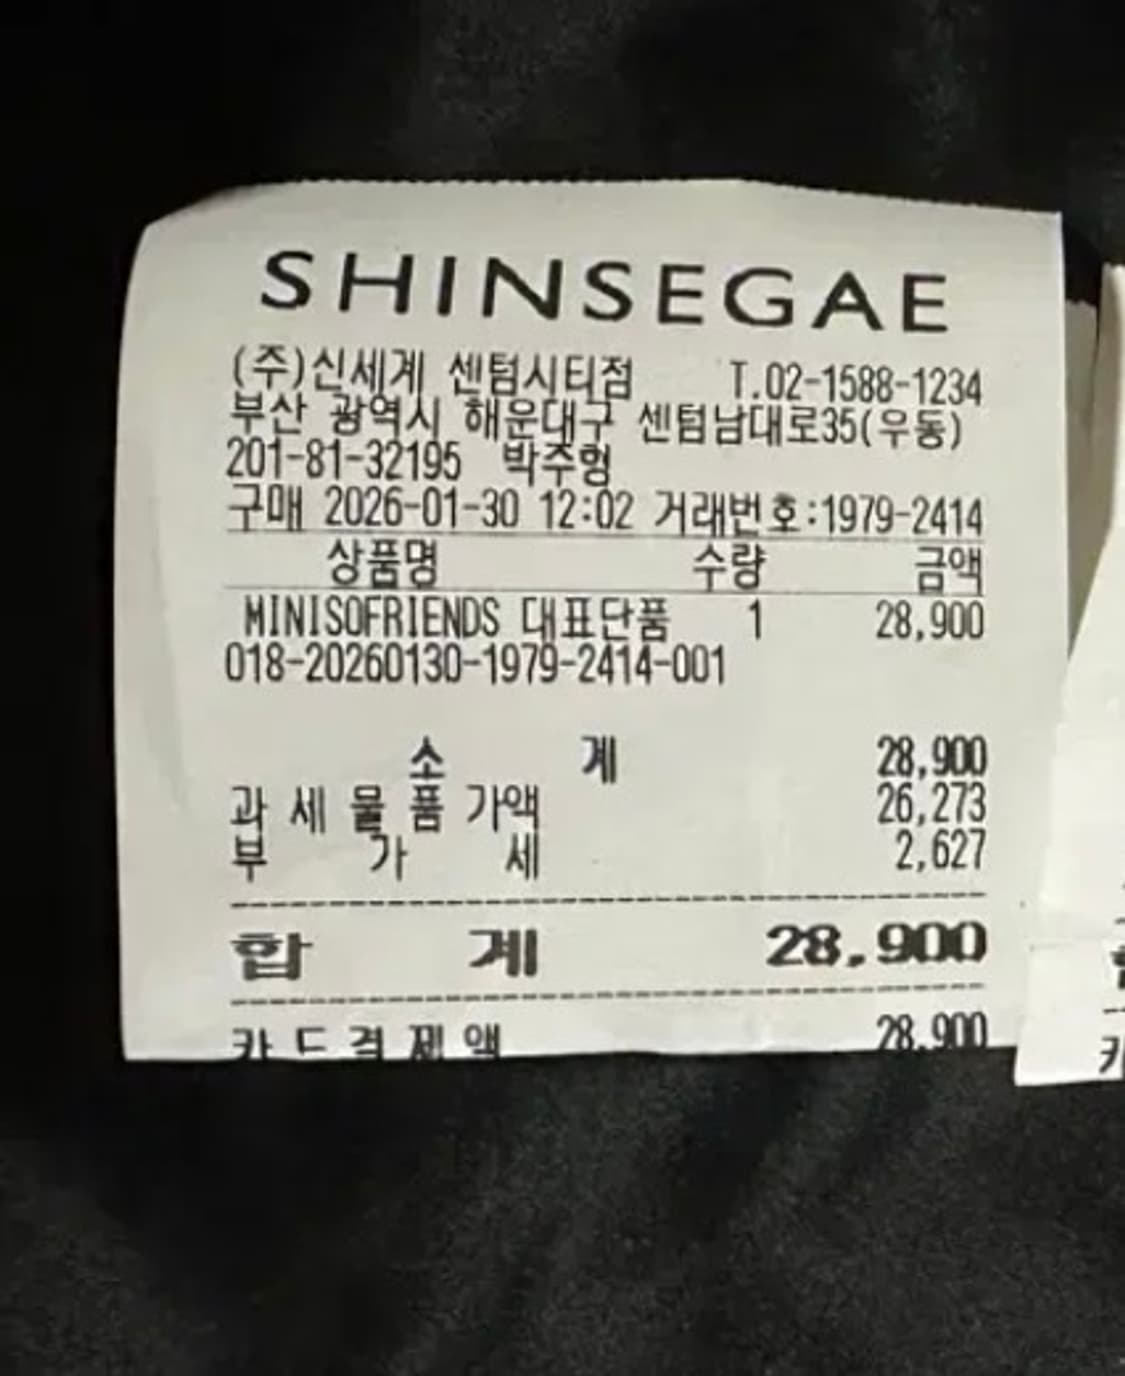 SHINSEGAE
(주)신세계 센텀시티점 T.02-1588-1234
부산 광역시 해운대구 센텀남대로35(우동)
201-81-32195 박주형
구매 2026-01-30 12:02 거래번호:1979-2414
상품명 수량 금액
MINISOFRIENDS 대표단품 1 28,900
018-20260130-1979-2414-001
소 계 28,900
과 세 물 품 가액 26,273
부 가 세 2,627
합 계 28,900
카 드 결 제 액 28,900